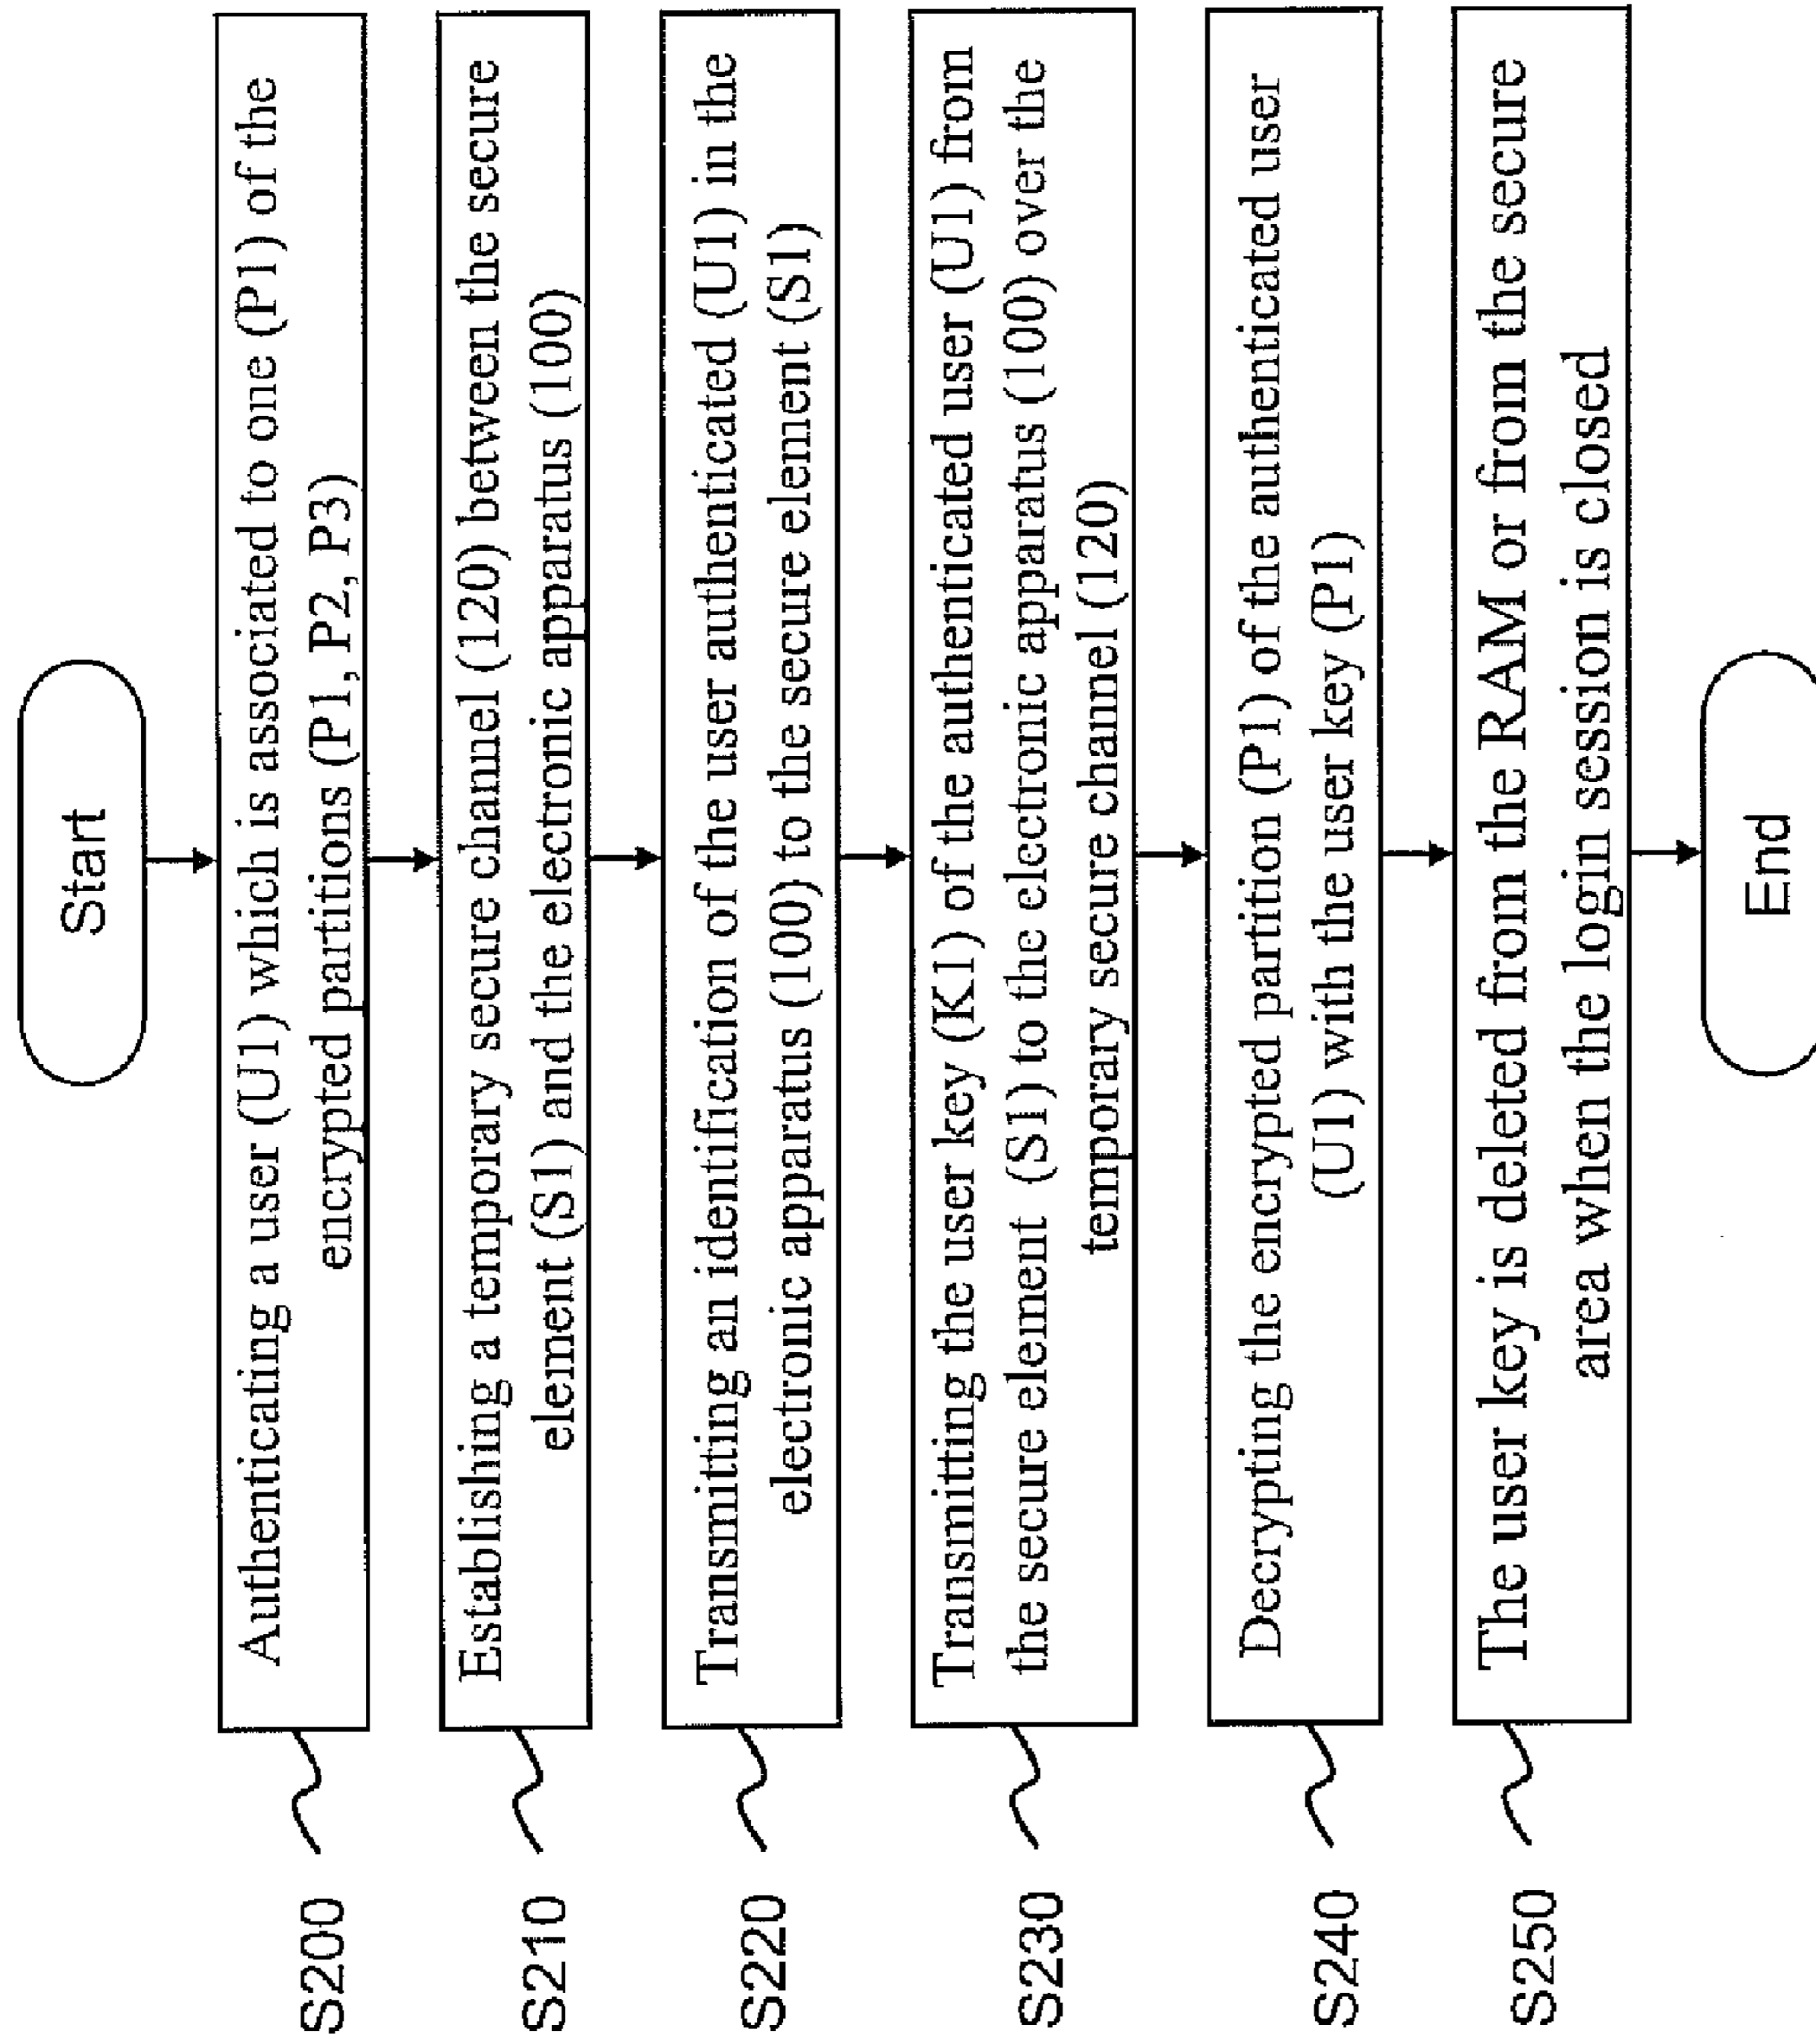 Start
S200
Authenticating a user (U1) which is associated to one (P1) of the
encrypted partitions (P1, P2, P3)
S210
Establishing a temporary secure channel (120) between the secure
element (S1) and the electronic apparatus (100)
S220
Transmitting an identification of the user authenticated (U1) in the
electronic apparatus (100) to the secure element (S1)
S230
Transmitting the user key (K1) of the authenticated user (U1) from
the secure element (S1) to the electronic apparatus (100) over the
temporary secure channel (120)
S240
Decrypting the encrypted partition (P1) of the authenticated user
(U1) with the user key (P1)
S250
The user key is deleted from the RAM or from the secure
area when the login session is closed
End